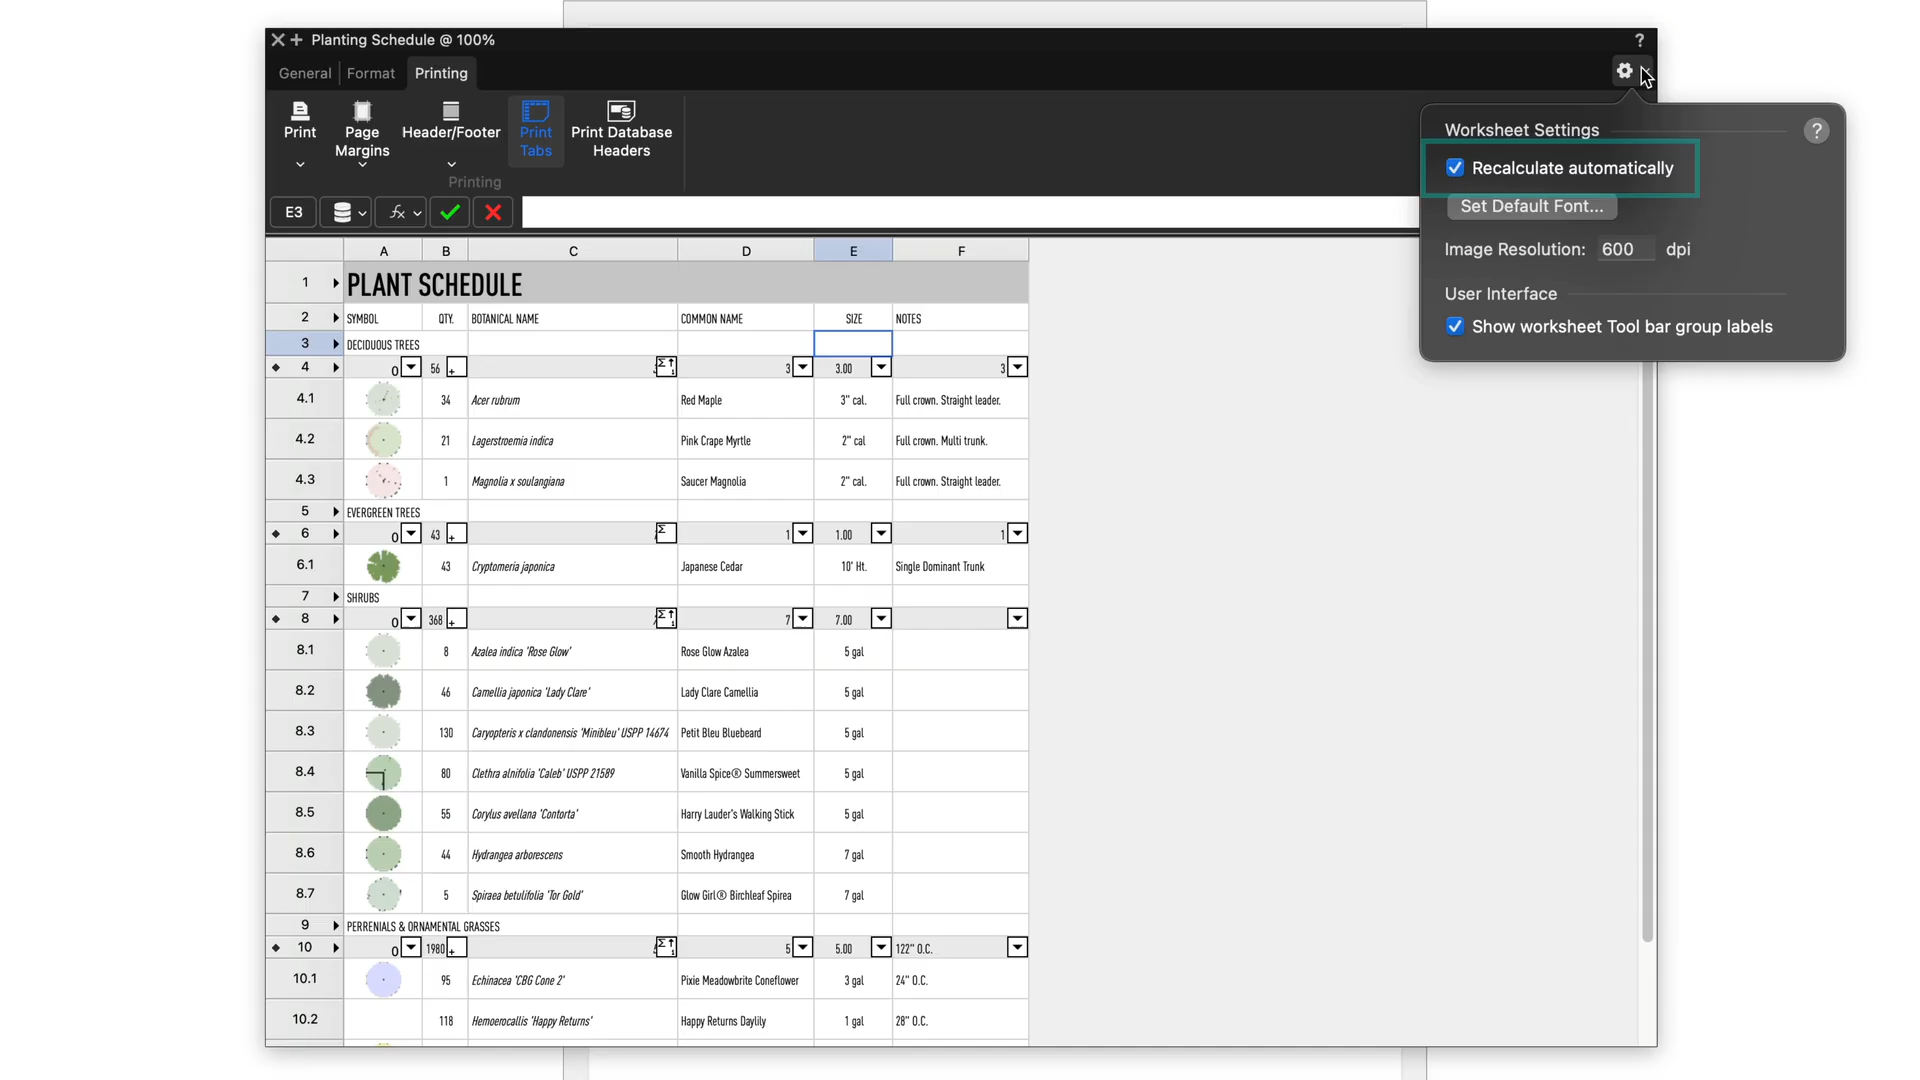 Planting Schedule @ 100%
?
General Format Printing
Print Page Margins Header/Footer Print Tabs Print Database Headers
Printing
E3 fx
Worksheet Settings ?
Recalculate automatically
Set Default Font...
Image Resolution: 600 dpi
User Interface
Show worksheet Tool bar group labels
A B C D E F
1 PLANT SCHEDULE
2 SYMBOL QTY. BOTANICAL NAME COMMON NAME SIZE NOTES
3 DECIDUOUS TREES
4 0 56 3 3.00 3
4.1 34 Acer rubrum Red Maple 3" cal. Full crown. Straight leader.
4.2 21 Lagerstroemia indica Pink Crape Myrtle 2" cal Full crown. Multi trunk.
4.3 1 Magnolia x soulangiana Saucer Magnolia 2" cal. Full crown. Straight leader.
5 EVERGREEN TREES
6 0 43 1 1.00 1
6.1 43 Cryptomeria japonica Japanese Cedar 10' Ht. Single Dominant Trunk
7 SHRUBS
8 0 368 7 7.00
8.1 8 Azalea indica 'Rose Glow' Rose Glow Azalea 5 gal
8.2 46 Camellia japonica 'Lady Clare' Lady Clare Camellia 5 gal
8.3 130 Caryopteris x clandonensis 'Minibleu' USPP 14674 Petit Bleu Bluebeard 5 gal
8.4 80 Clethra alnifolia 'Caleb' USPP 21589 Vanilla Spice® Summersweet 5 gal
8.5 55 Corylus avellana 'Contorta' Harry Lauder's Walking Stick 5 gal
8.6 44 Hydrangea arborescens Smooth Hydrangea 7 gal
8.7 5 Spiraea betulifolia 'Tor Gold' Glow Girl® Birchleaf Spirea 7 gal
9 PERRENIALS & ORNAMENTAL GRASSES
10 0 1980 5 5.00 122" O.C.
10.1 95 Echinacea 'CBG Cone 2' Pixie Meadowbrite Coneflower 3 gal 24" O.C.
10.2 118 Hemoerocallis 'Happy Returns' Happy Returns Daylily 1 gal 28" O.C.